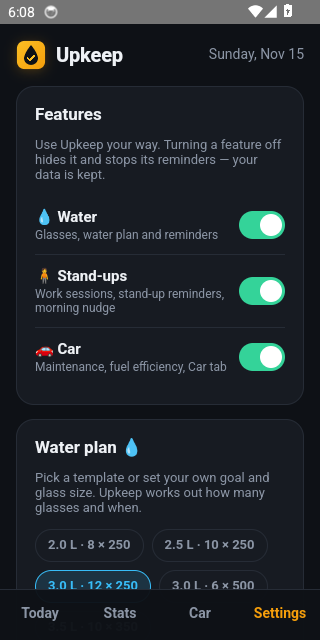 6:08
Upkeep
Sunday, Nov 15
Features
Use Upkeep your way. Turning a feature off
hides it and stops its reminders — your
data is kept.
💧 Water
Glasses, water plan and reminders
🧍 Stand-ups
Work sessions, stand-up reminders,
morning nudge
🚗 Car
Maintenance, fuel efficiency, Car tab
Water plan 💧
Pick a template or set your own goal and
glass size. Upkeep works out how many
glasses and when.
2.0 L · 8 × 250
2.5 L · 10 × 250
3.0 L · 12 × 250
3.0 L · 6 × 500
Today
Stats
Car
Settings